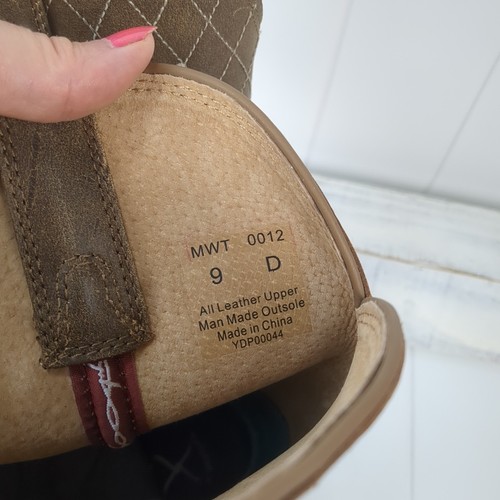 MWT 0012
9 D
All Leather Upper
Man Made Outsole
Made in China
YDP00044